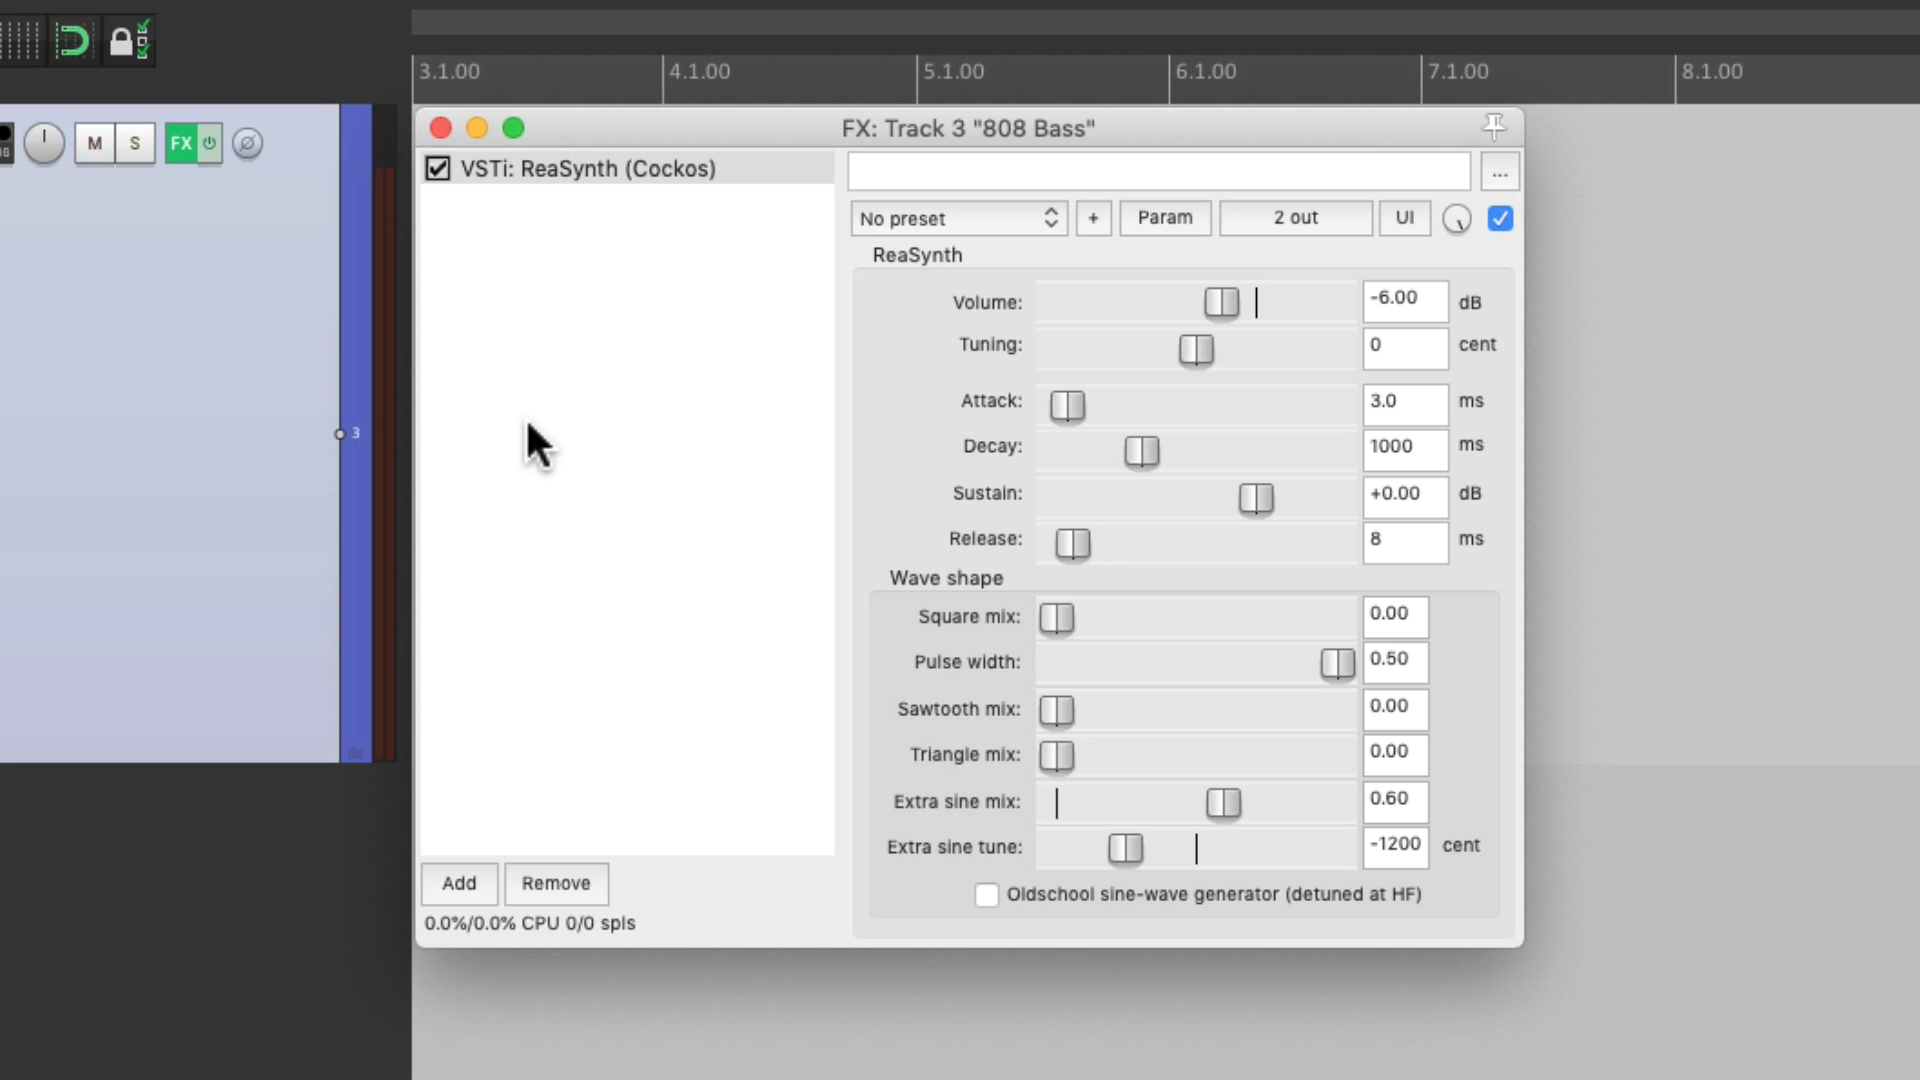 3.1.00 4.1.00 5.1.00 6.1.00 7.1.00 8.1.00
M S FX
FX: Track 3 "808 Bass"
VSTi: ReaSynth (Cockos)
...
No preset + Param 2 out UI
ReaSynth
Volume: -6.00 dB
Tuning: 0 cent
Attack: 3.0 ms
3
Decay: 1000 ms
Sustain: +0.00 dB
Release: 8 ms
Wave shape
Square mix: 0.00
Pulse width: 0.50
Sawtooth mix: 0.00
Triangle mix: 0.00
Extra sine mix: 0.60
Extra sine tune: -1200 cent
Oldschool sine-wave generator (detuned at HF)
Add Remove
0.0%/0.0% CPU 0/0 spls